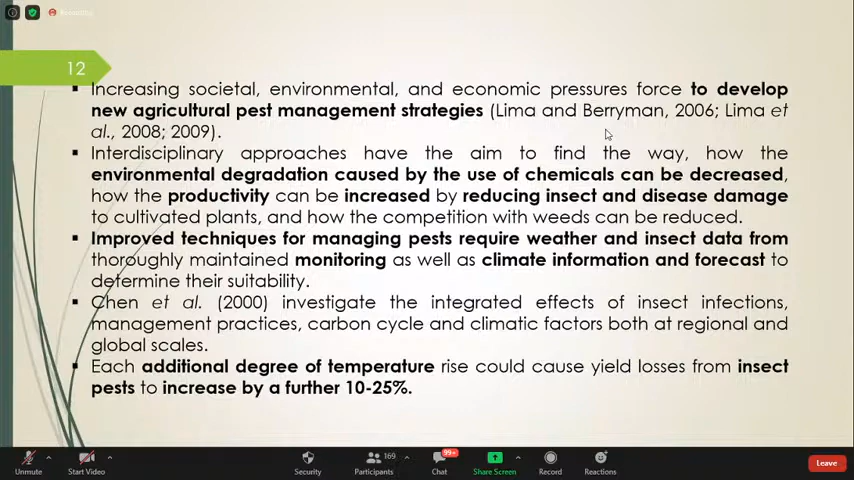 Recording
12
▪ Increasing societal, environmental, and economic pressures force to develop
new agricultural pest management strategies (Lima and Berryman, 2006; Lima et
al., 2008; 2009).
▪ Interdisciplinary approaches have the aim to find the way, how the
environmental degradation caused by the use of chemicals can be decreased,
how the productivity can be increased by reducing insect and disease damage
to cultivated plants, and how the competition with weeds can be reduced.
▪ Improved techniques for managing pests require weather and insect data from
thoroughly maintained monitoring as well as climate information and forecast to
determine their suitability.
▪ Chen et al. (2000) investigate the integrated effects of insect infections,
management practices, carbon cycle and climatic factors both at regional and
global scales.
▪ Each additional degree of temperature rise could cause yield losses from insect
pests to increase by a further 10-25%.
169
99+
Unmute Start Video Security Participants Chat Share Screen Record Reactions Leave